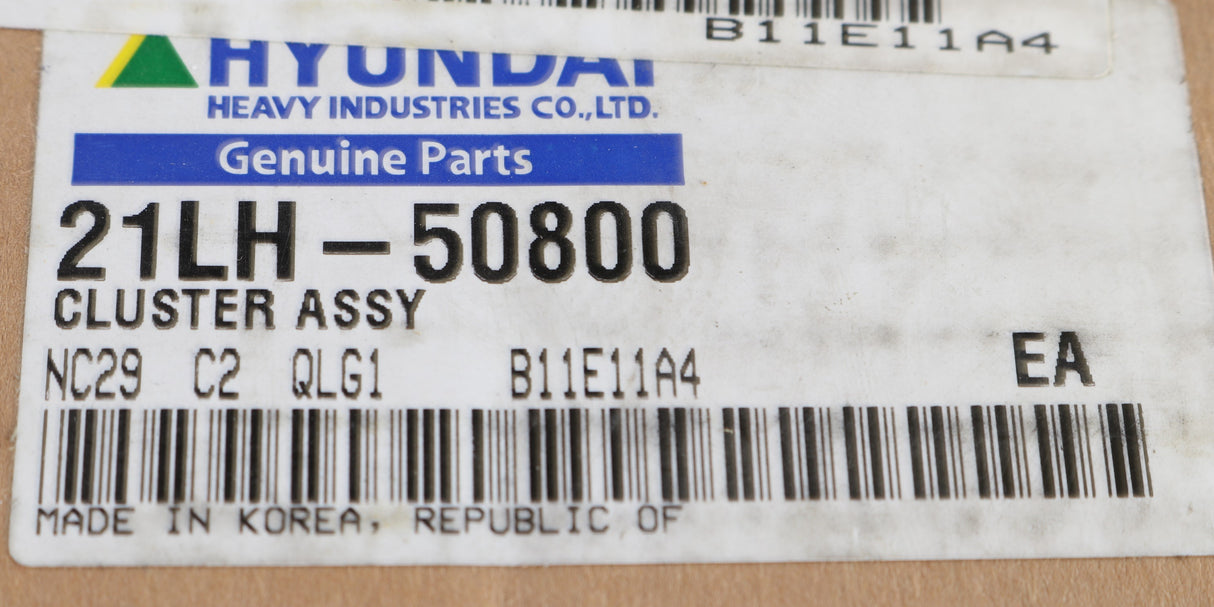 B11E11A4
HYUNDAI
HEAVY INDUSTRIES CO.,LTD.
Genuine Parts
21LH-50800
CLUSTER ASSY
NC29 C2 QLG1 B11E11A4 EA
MADE IN KOREA, REPUBLIC OF